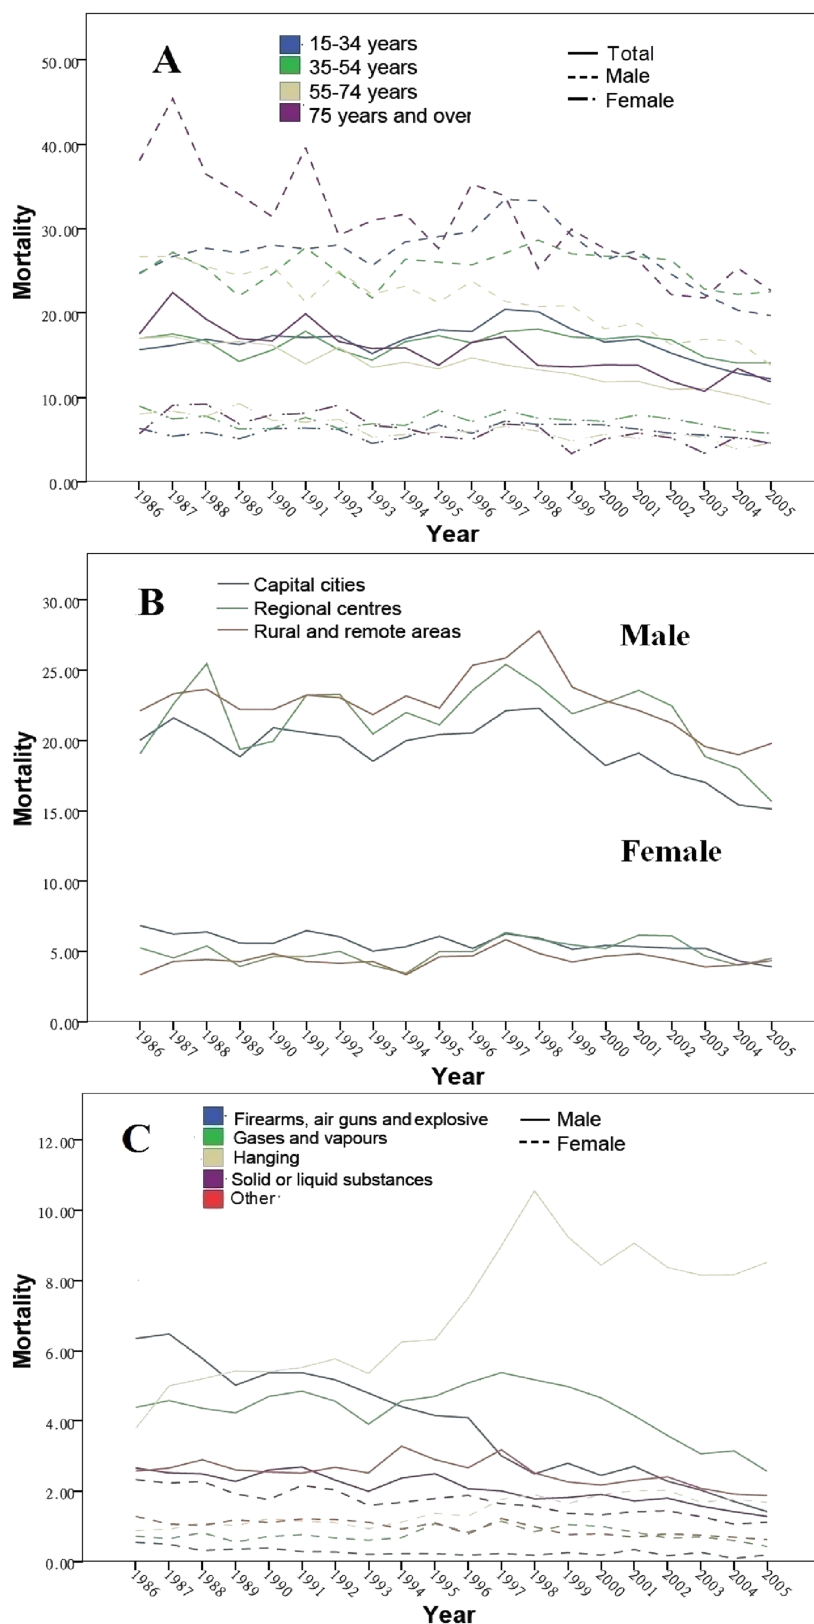 A
15-34 years
35-54 years
55-74 years
75 years and over
Total
Male
Female
50.00
40.00
30.00
20.00
10.00
0.00
Mortality
1986 1987 1988 1989 1990 1991 1992 1993 1994 1995 1996 1997 1998 1999 2000 2001 2002 2003 2004 2005
Year
B
Capital cities
Regional centres
Rural and remote areas
Male
Female
30.00
25.00
20.00
15.00
10.00
5.00
0.00
Mortality
1986 1987 1988 1989 1990 1991 1992 1993 1994 1995 1996 1997 1998 1999 2000 2001 2002 2003 2004 2005
Year
C
Firearms, air guns and explosive
Gases and vapours
Hanging
Solid or liquid substances
Other
Male
Female
12.00
10.00
8.00
6.00
4.00
2.00
0.00
Mortality
1986 1987 1988 1989 1990 1991 1992 1993 1994 1995 1996 1997 1998 1999 2000 2001 2002 2003 2004 2005
Year